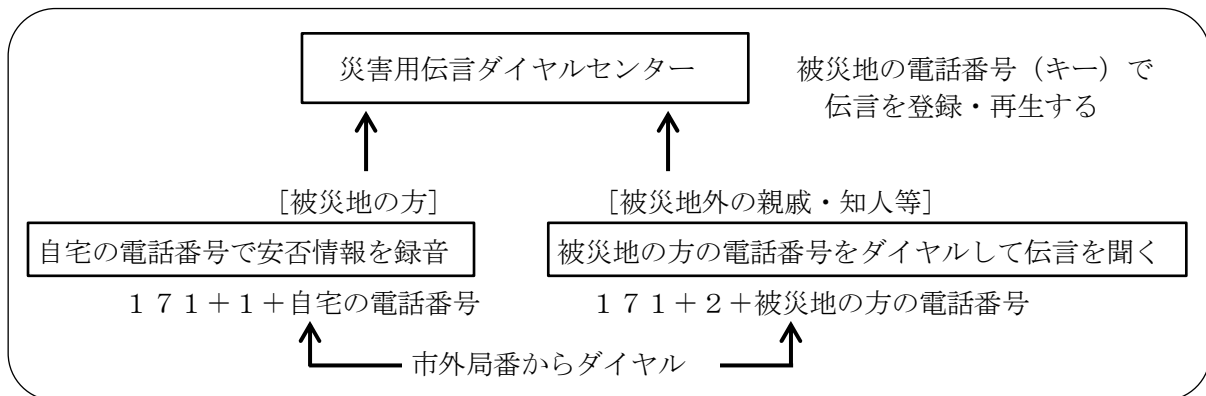 災害用伝言ダイヤルセンター
被災地の電話番号（キー）で
伝言を登録・再生する
［被災地の方］
［被災地外の親戚・知人等］
自宅の電話番号で安否情報を録音
被災地の方の電話番号をダイヤルして伝言を聞く
１７１＋１＋自宅の電話番号
１７１＋２＋被災地の方の電話番号
市外局番からダイヤル